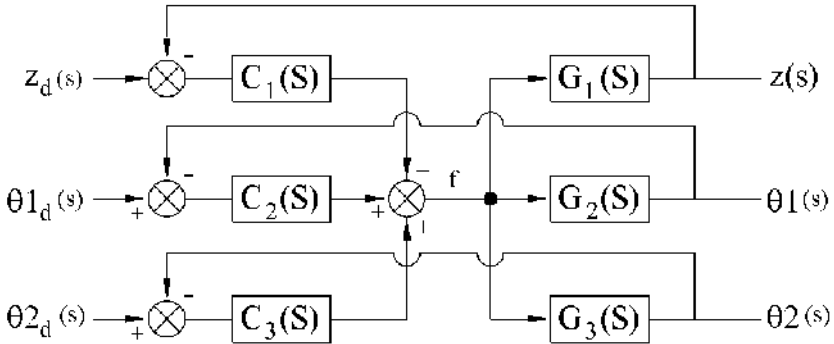 -
z_d(s) C_1(S) G_1(S) z(s)
-
- f
θ1_d(s) + C_2(S) + G_2(S) θ1(s)
+
-
θ2_d(s) + C_3(S) G_3(S) θ2(s)